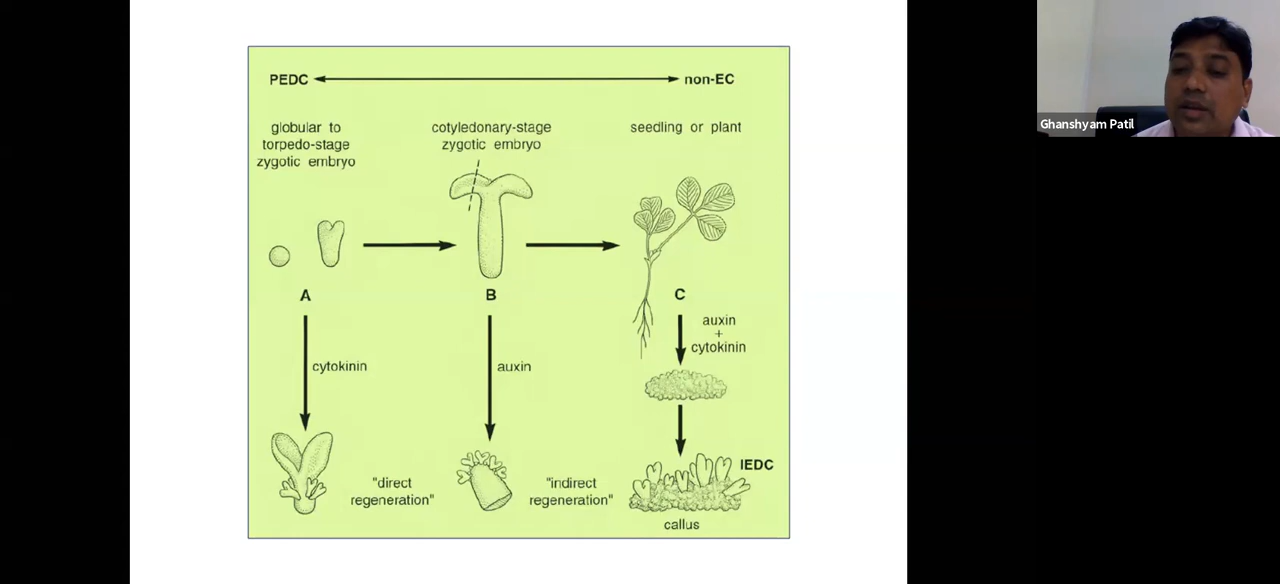 PEDC
non-EC
globular to
torpedo-stage
zygotic embryo
cotyledonary-stage
zygotic embryo
seedling or plant
A
B
C
cytokinin
auxin
auxin
+
cytokinin
"direct
regeneration"
"indirect
regeneration"
IEDC
callus
Ghanshyam Patil